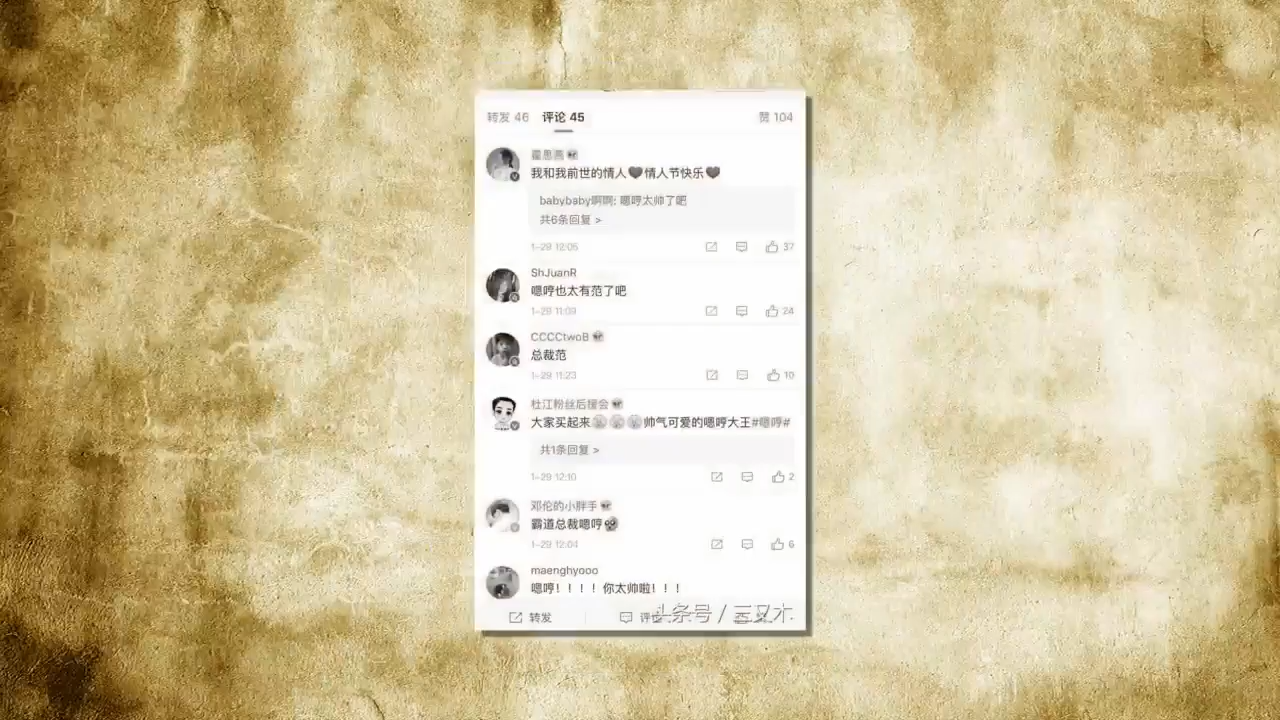 转发 46 评论 45 赞 104
霍思燕
我和我前世的情人🖤情人节快乐🖤
babybaby啊啊: 嗯哼太帅了吧
共6条回复 >
1-29 12:05 37
ShJuanR
嗯哼也太有范了吧
1-29 11:09 24
CCCCtwoB
总裁范
1-29 11:23 10
杜江粉丝后援会
大家买起来帅气可爱的嗯哼大王#嗯哼#
共1条回复 >
1-29 12:10 2
邓伦的小胖手
霸道总裁嗯哼
1-29 12:04 6
maenghyooo
嗯哼！！！！你太帅啦！！！
转发 评论
头条号 / 三又木